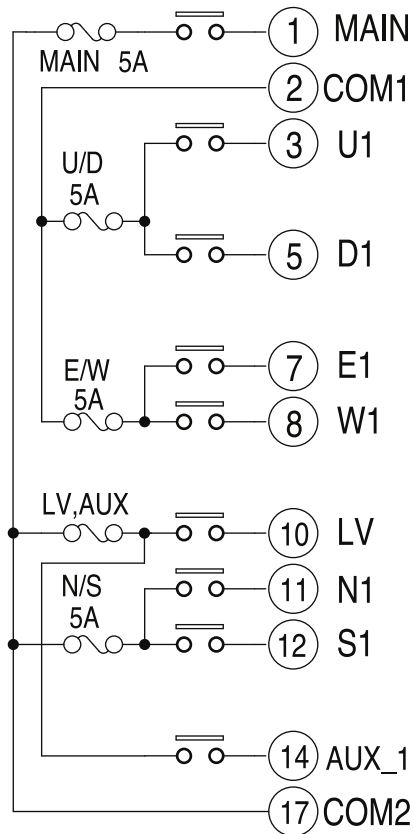 1 MAIN
MAIN 5A
2 COM1
3 U1
U/D
5A
5 D1
7 E1
E/W
5A
8 W1
LV,AUX
10 LV
11 N1
N/S
5A
12 S1
14 AUX_1
17 COM2